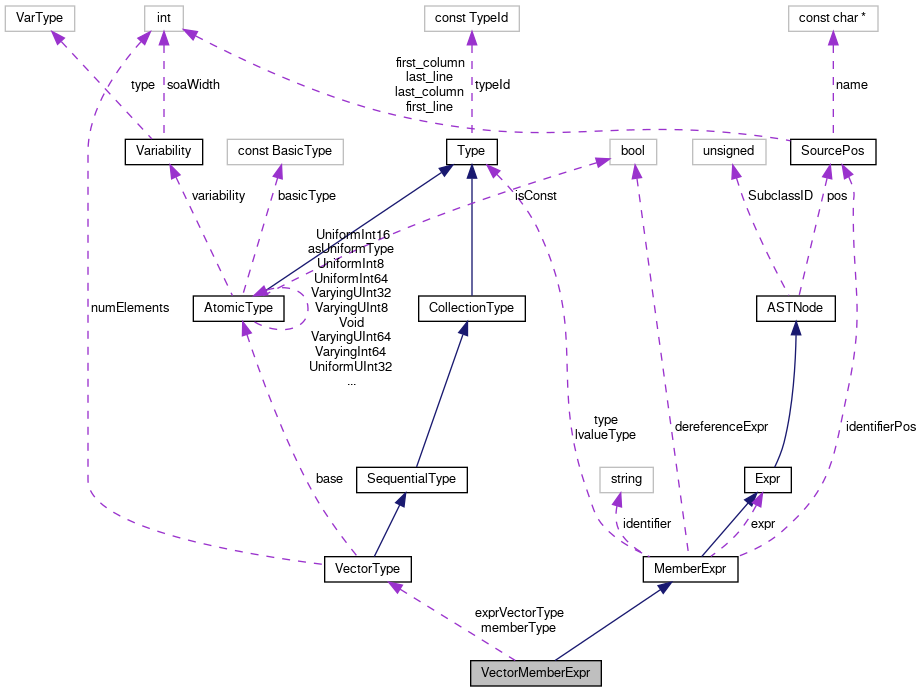 VarType
int
const TypeId
const char *
type
soaWidth
first_column
last_line
last_column
first_line
typeId
name
Variability
const BasicType
Type
bool
unsigned
SourcePos
variability
basicType
isConst
SubclassID
pos
UniformInt16
asUniformType
UniformInt8
UniformInt64
VaryingUInt32
VaryingUInt8
Void
VaryingUInt64
VaryingInt64
UniformUInt32
...
numElements
AtomicType
CollectionType
ASTNode
type
lvalueType
dereferenceExpr
identifierPos
base
SequentialType
string
Expr
identifier
expr
VectorType
MemberExpr
exprVectorType
memberType
VectorMemberExpr